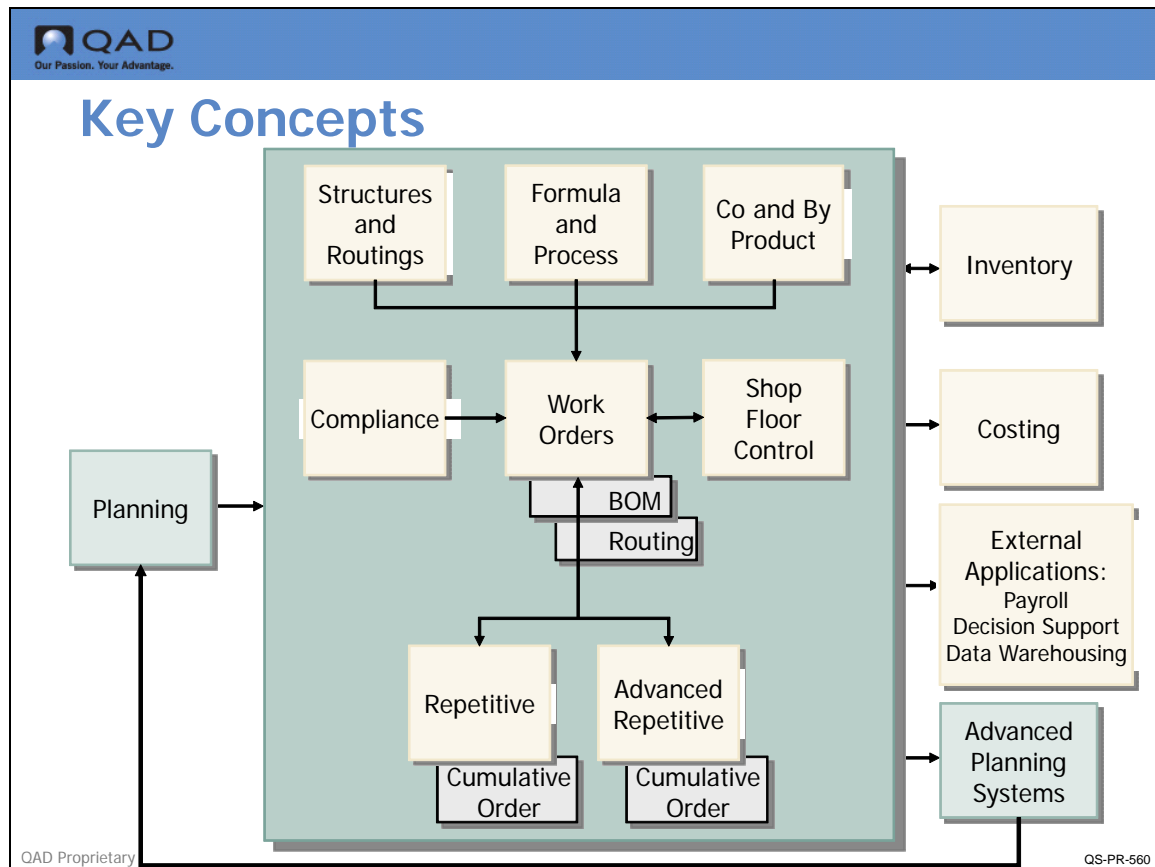 QAD
Our Passion. Your Advantage.
Key Concepts
Structures
and
Routings
Formula
and
Process
Co and By
Product
Inventory
Compliance
Work
Orders
Shop
Floor
Control
Costing
Planning
BOM
Routing
External
Applications:
Payroll
Decision Support
Data Warehousing
Repetitive
Advanced
Repetitive
Advanced
Planning
Systems
Cumulative
Order
Cumulative
Order
QAD Proprietary
QS-PR-560